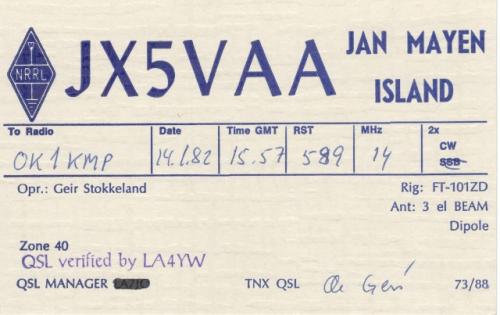 NRRL
JX5VAA
JAN MAYEN
ISLAND
To Radio Date Time GMT RST MHz 2x
OK1KMP 14.1.82 15.57 589 14 CW
SSB
Opr.: Geir Stokkeland Rig: FT-101ZD
Ant: 3 el BEAM
Dipole
Zone 40
QSL verified by LA4YW
QSL MANAGER TNX QSL de Geir 73/88